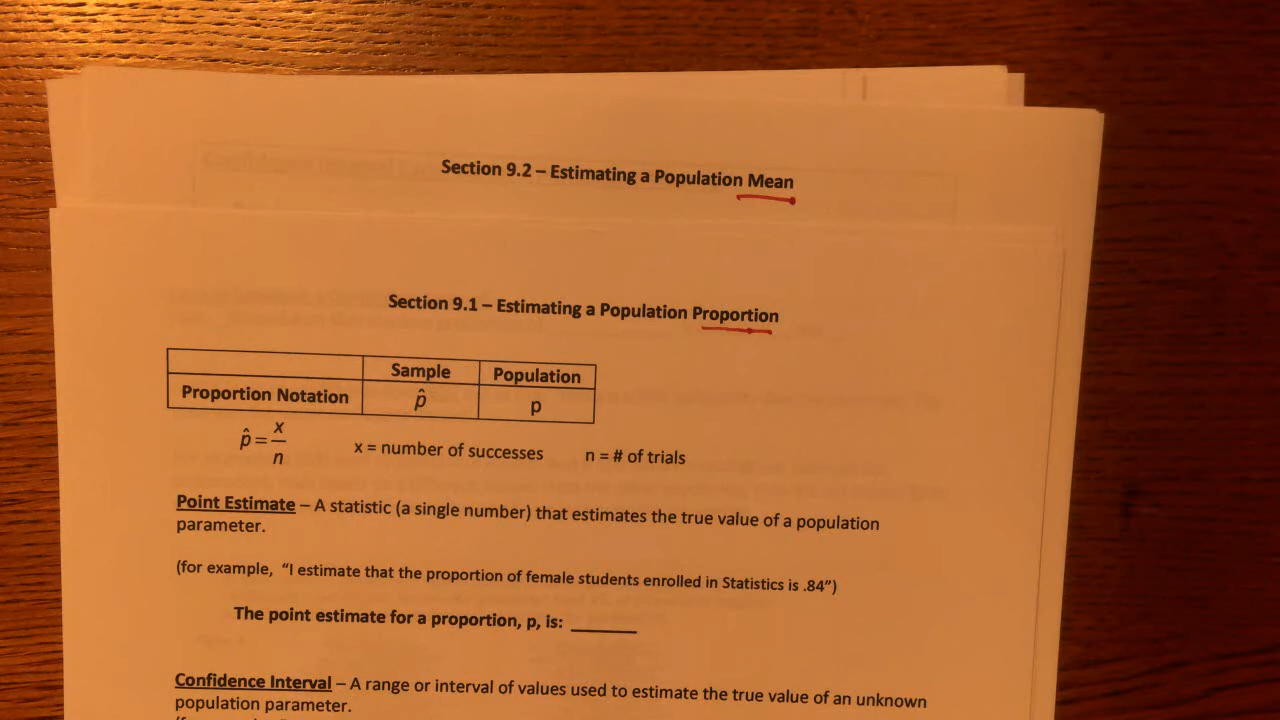 Section 9.2 – Estimating a Population Mean
Section 9.1 – Estimating a Population Proportion
Sample Population
Proportion Notation p̂ p
p̂ = x/n x = number of successes n = # of trials
Point Estimate – A statistic (a single number) that estimates the true value of a population
parameter.
(for example, “I estimate that the proportion of female students enrolled in Statistics is .84”)
The point estimate for a proportion, p, is: ______
Confidence Interval – A range or interval of values used to estimate the true value of an unknown
population parameter.